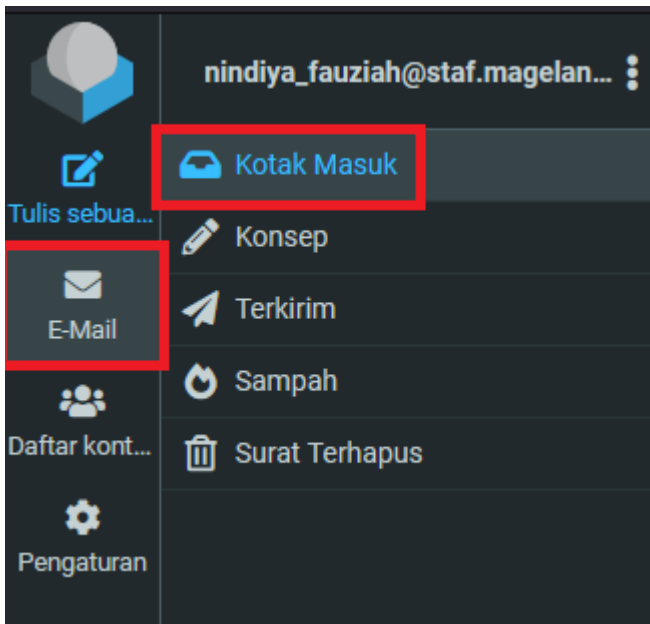 nindiya_fauziah@staf.magelan...
Tulis sebua...
E-Mail
Daftar kont...
Pengaturan
Kotak Masuk
Konsep
Terkirim
Sampah
Surat Terhapus